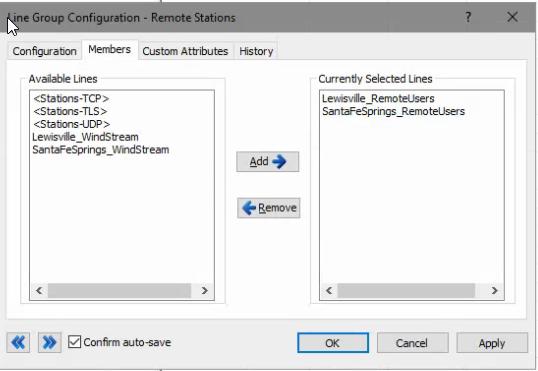 Line Group Configuration - Remote Stations
?
Configuration Members Custom Attributes History
Available Lines
<Stations-TCP>
<Stations-TLS>
<Stations-UDP>
Lewisville_WindStream
SantaFeSprings_WindStream
Add
Remove
Currently Selected Lines
Lewisville_RemoteUsers
SantaFeSprings_RemoteUsers
Confirm auto-save
OK Cancel Apply